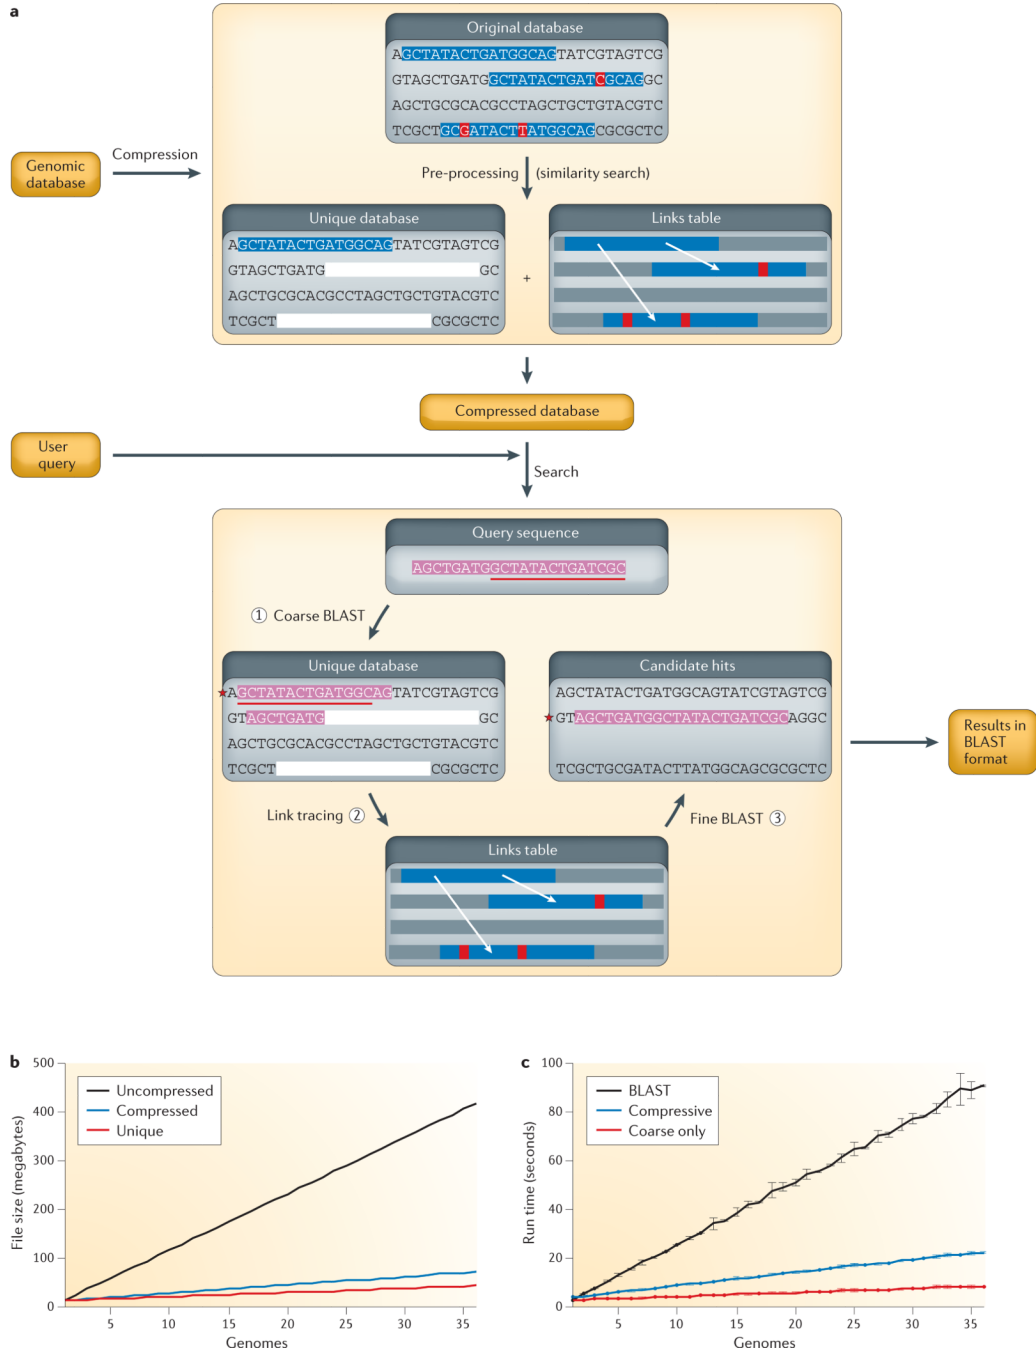 a
Original database
AGCTATACTGATGGCAGTATCGTAGTCG
GTAGCTGATGGCTATACTGATCGCAGGC
AGCTGCGCACGCCTAGCTGCTGTACGTC
TCGCTGCGATACTTATGGCAGCGCGCTC
Genomic
database
Compression
Pre-processing (similarity search)
Unique database
AGCTATACTGATGGCAGTATCGTAGTCG
GTAGCTGATG GC
AGCTGCGCACGCCTAGCTGCTGTACGTC
TCGCT CGCGCTC
+
Links table
Compressed database
User
query
Search
Query sequence
AGCTGATGGCTATACTGATCGC
1 Coarse BLAST
Unique database
AGCTATACTGATGGCAGTATCGTAGTCG
GTAGCTGATG GC
AGCTGCGCACGCCTAGCTGCTGTACGTC
TCGCT CGCGCTC
Candidate hits
AGCTATACTGATGGCAGTATCGTAGTCG
GTAGCTGATGGCTATACTGATCGCAGGC
TCGCTGCGATACTTATGGCAGCGCGCTC
Results in
BLAST
format
Link tracing 2
Fine BLAST 3
Links table
b
File size (megabytes)
500
400
300
200
100
0
Uncompressed
Compressed
Unique
5 10 15 20 25 30 35
Genomes
c
Run time (seconds)
100
80
60
40
20
0
BLAST
Compressive
Coarse only
5 10 15 20 25 30 35
Genomes